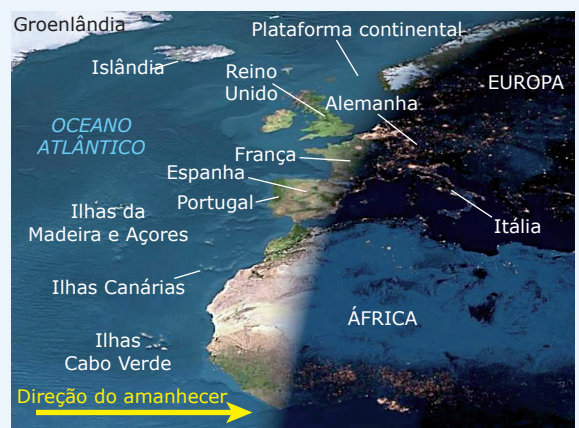 Groenlândia
Plataforma continental
Islândia
Reino
Unido
EUROPA
Alemanha
OCEANO
ATLÂNTICO
França
Espanha
Portugal
Ilhas da
Madeira e Açores
Itália
Ilhas Canárias
ÁFRICA
Ilhas
Cabo Verde
Direção do amanhecer